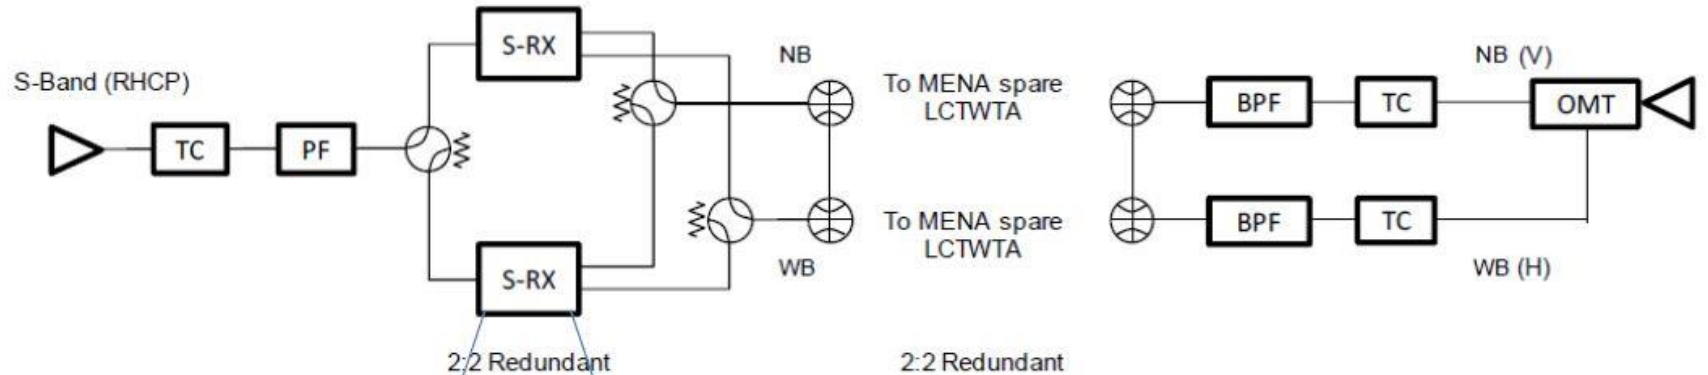 S-Band (RHCP)
TC
PF
S-RX
S-RX
2:2 Redundant
NB
WB
To MENA spare
LCTWTA
To MENA spare
LCTWTA
2:2 Redundant
BPF
TC
NB (V)
OMT
BPF
TC
WB (H)